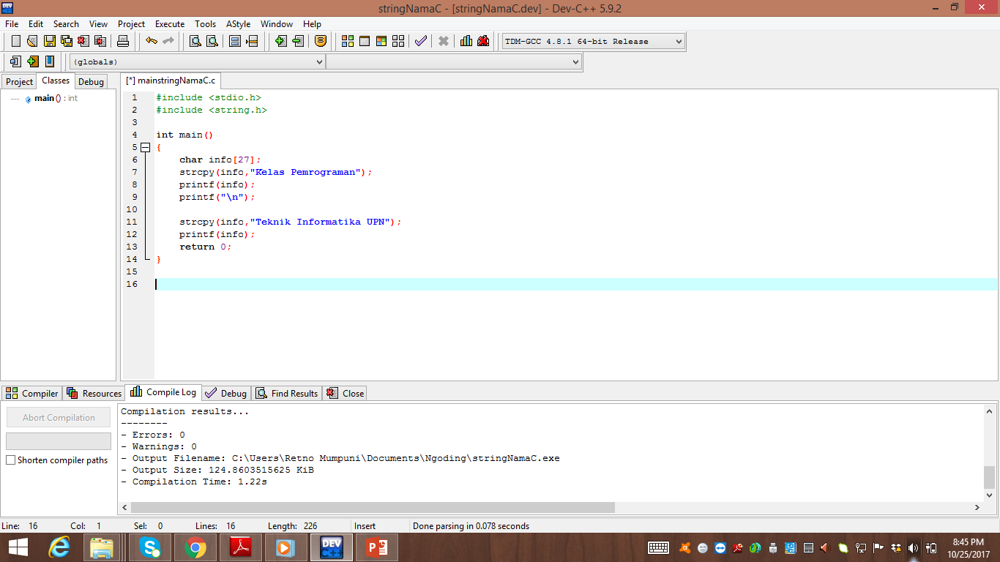 stringNamaC - [stringNamaC.dev] - Dev-C++ 5.9.2
File Edit Search View Project Execute Tools AStyle Window Help
TDM-GCC 4.8.1 64-bit Release
(globals)
Project Classes Debug
[*] mainstringNamaC.c
main () : int
1 #include <stdio.h>
2 #include <string.h>
3
4 int main()
5 {
6 char info[27];
7 strcpy(info,"Kelas Pemrograman");
8 printf(info);
9 printf("\n");
10
11 strcpy(info,"Teknik Informatika UPN");
12 printf(info);
13 return 0;
14 }
15
16
Compiler Resources Compile Log Debug Find Results Close
Abort Compilation
Shorten compiler paths
Compilation results...
--------
- Errors: 0
- Warnings: 0
- Output Filename: C:\Users\Retno Mumpuni\Documents\Ngoding\stringNamaC.exe
- Output Size: 124.8603515625 KiB
- Compilation Time: 1.22s
Line: 16 Col: 1 Sel: 0 Lines: 16 Length: 226 Insert Done parsing in 0.078 seconds
DEV C++
8:45 PM
10/25/2017